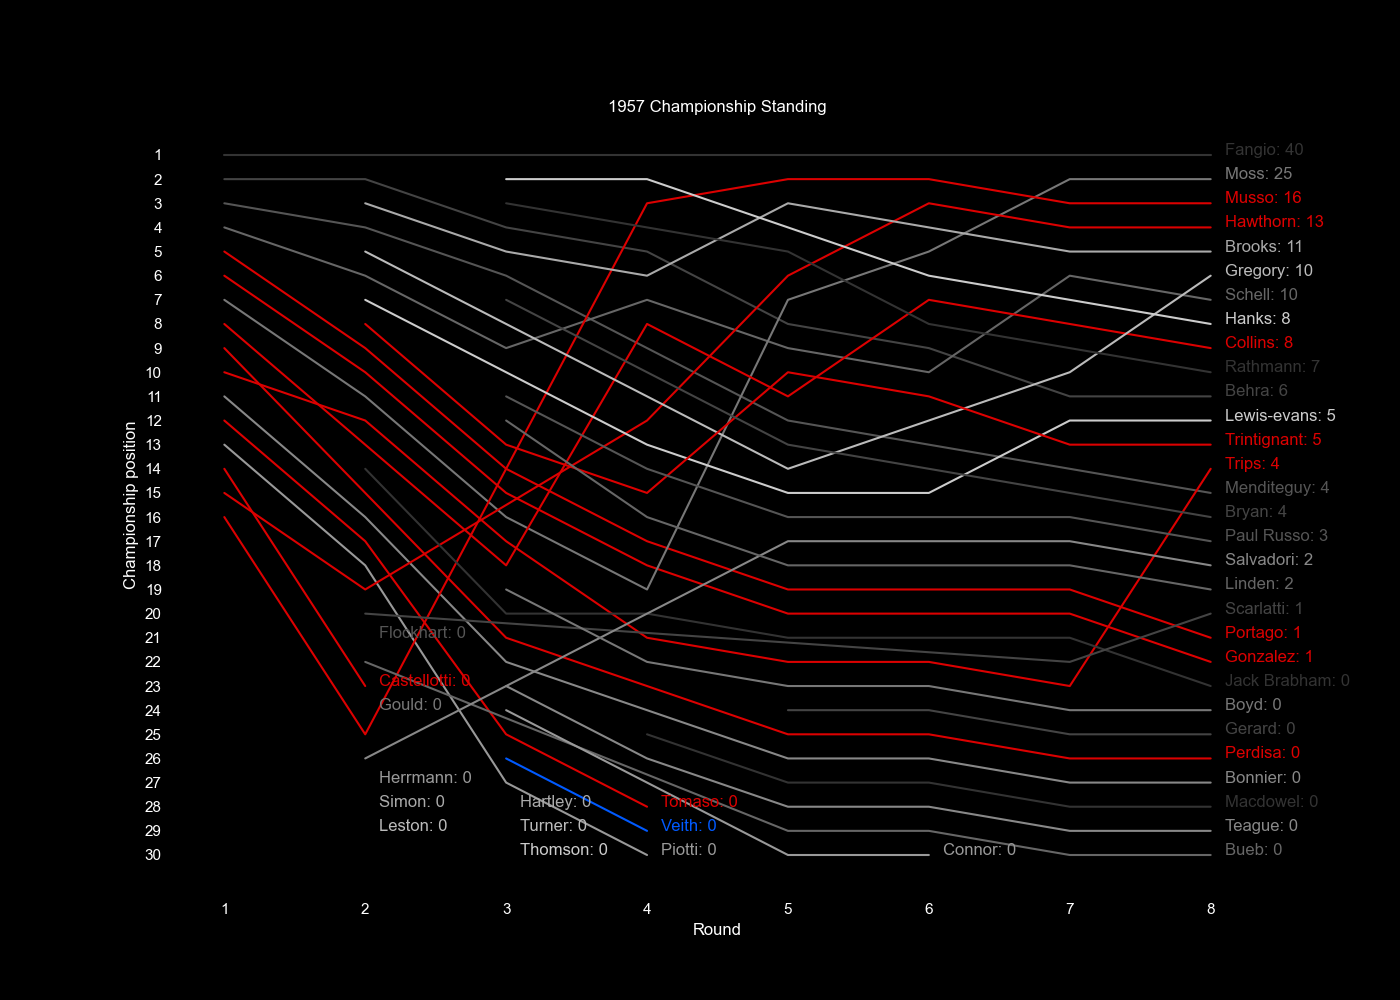 1957 Championship Standing
Championship position
1
2
3
4
5
6
7
8
9
10
11
12
13
14
15
16
17
18
19
20
21
22
23
24
25
26
27
28
29
30
Fangio: 40
Moss: 25
Musso: 16
Hawthorn: 13
Brooks: 11
Gregory: 10
Schell: 10
Hanks: 8
Collins: 8
Rathmann: 7
Behra: 6
Lewis-evans: 5
Trintignant: 5
Trips: 4
Menditeguy: 4
Bryan: 4
Paul Russo: 3
Salvadori: 2
Linden: 2
Scarlatti: 1
Portago: 1
Gonzalez: 1
Jack Brabham: 0
Boyd: 0
Gerard: 0
Perdisa: 0
Bonnier: 0
Macdowel: 0
Teague: 0
Bueb: 0
Flockhart: 0
Castellotti: 0
Gould: 0
Herrmann: 0
Simon: 0
Leston: 0
Hartley: 0
Turner: 0
Thomson: 0
Tomaso: 0
Veith: 0
Piotti: 0
Connor: 0
1 2 3 4 5 6 7 8
Round